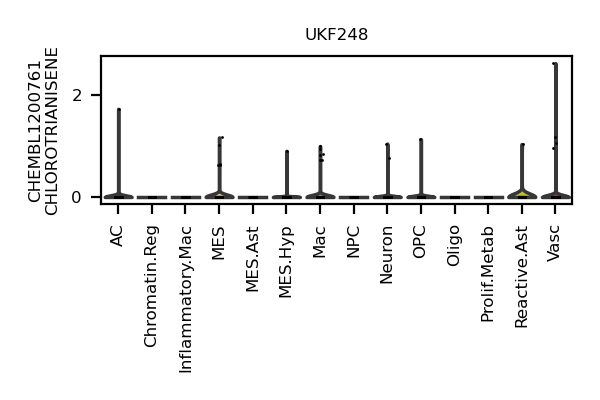 UKF248
CHEMBL1200761
CHLOROTRIANISENE
2
0
AC
Chromatin.Reg
Inflammatory.Mac
MES
MES.Ast
MES.Hyp
Mac
NPC
Neuron
OPC
Oligo
Prolif.Metab
Reactive.Ast
Vasc